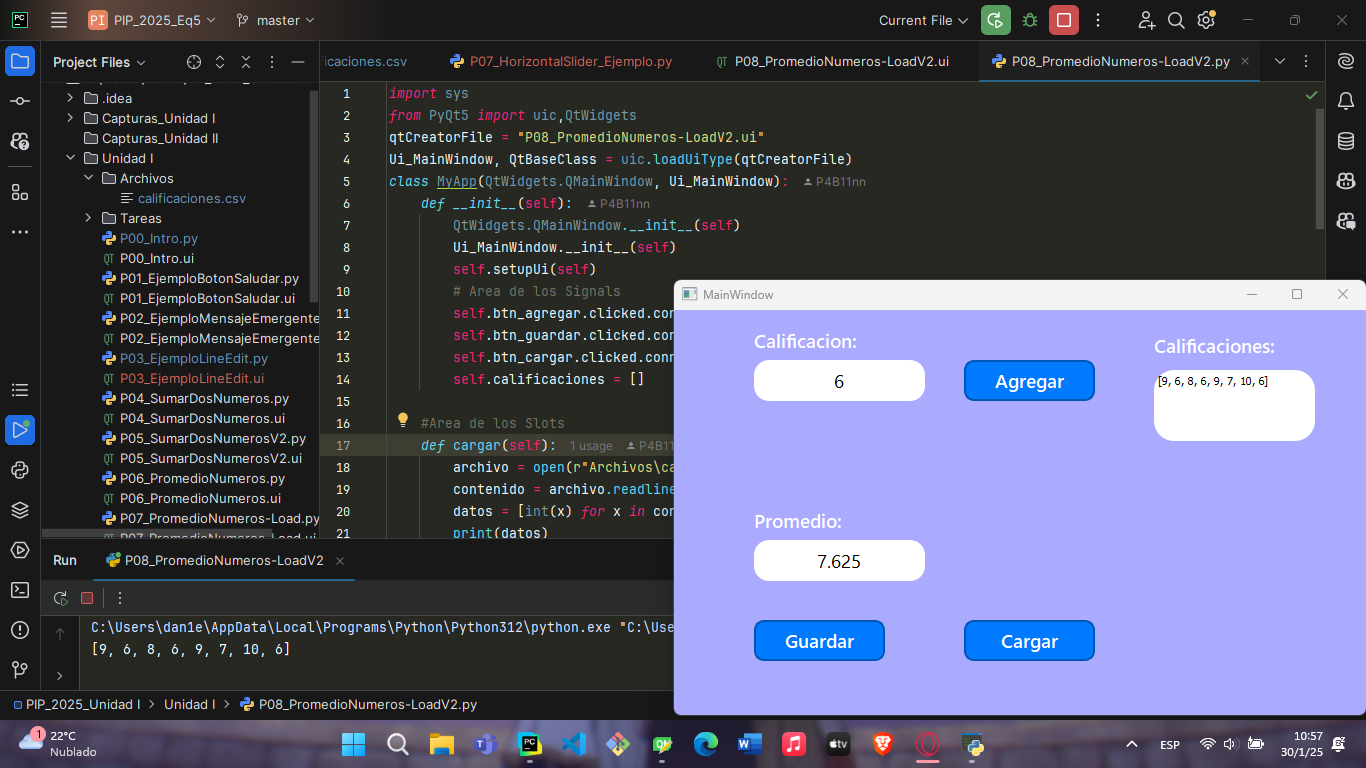 PI PIP_2025_Eq5 master Current File
Project Files
icaciones.csv P07_HorizontalSlider_Ejemplo.py P08_PromedioNumeros-LoadV2.ui P08_PromedioNumeros-LoadV2.py
.idea
Capturas_Unidad I
Capturas_Unidad II
Unidad I
Archivos
calificaciones.csv
Tareas
P00_Intro.py
P00_Intro.ui
P01_EjemploBotonSaludar.py
P01_EjemploBotonSaludar.ui
P02_EjemploMensajeEmergente
P02_EjemploMensajeEmergente
P03_EjemploLineEdit.py
P03_EjemploLineEdit.ui
P04_SumarDosNumeros.py
P04_SumarDosNumeros.ui
P05_SumarDosNumerosV2.py
P05_SumarDosNumerosV2.ui
P06_PromedioNumeros.py
P06_PromedioNumeros.ui
P07_PromedioNumeros-Load.py
P07_PromedioNumeros-Load.ui
1 import sys
2 from PyQt5 import uic,QtWidgets
3 qtCreatorFile = "P08_PromedioNumeros-LoadV2.ui"
4 Ui_MainWindow, QtBaseClass = uic.loadUiType(qtCreatorFile)
5 class MyApp(QtWidgets.QMainWindow, Ui_MainWindow): P4B11nn
6 def __init__(self): P4B11nn
7 QtWidgets.QMainWindow.__init__(self)
8 Ui_MainWindow.__init__(self)
9 self.setupUi(self)
10 # Area de los Signals
11 self.btn_agregar.clicked.con
12 self.btn_guardar.clicked.con
13 self.btn_cargar.clicked.conn
14 self.calificaciones = []
15
16 #Area de los Slots
17 def cargar(self): 1 usage P4B11
18 archivo = open(r"Archivos\ca
19 contenido = archivo.readline
20 datos = [int(x) for x in con
21 print(datos)
MainWindow
Calificacion:
6
Agregar
Calificaciones:
[9, 6, 8, 6, 9, 7, 10, 6]
Promedio:
7.625
Guardar
Cargar
Run P08_PromedioNumeros-LoadV2
C:\Users\dan1e\AppData\Local\Programs\Python\Python312\python.exe "C:\Use
[9, 6, 8, 6, 9, 7, 10, 6]
PIP_2025_Unidad I Unidad I P08_PromedioNumeros-LoadV2.py
1
22°C
Nublado
ESP
10:57
30/1/25